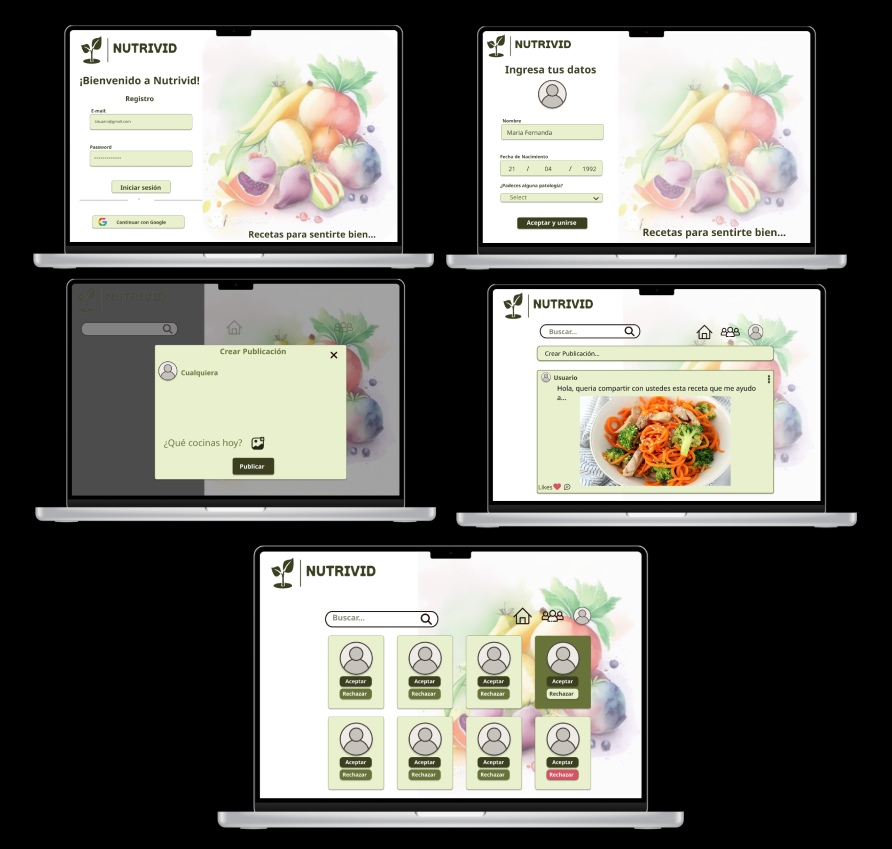 NUTRIVID
¡Bienvenido a Nutrivid!
Registro
E-mail
Password
Iniciar sesión
Continuar con Google
Recetas para sentirte bien...
NUTRIVID
Ingresa tus datos
Nombre
Maria Fernanda
Fecha de Nacimiento
21 / 04 / 1992
¿Padeces alguna patología?
Select
Aceptar y unirse
Recetas para sentirte bien...
NUTRIVID
Crear Publicación
Cualquiera
¿Qué cocinas hoy?
Publicar
NUTRIVID
Buscar...
Crear Publicación...
Usuario
Hola, queria compartir con ustedes esta receta que me ayudo
a...
Likes
NUTRIVID
Buscar...
Aceptar Aceptar Aceptar Aceptar
Rechazar Rechazar Rechazar Rechazar
Aceptar Aceptar Aceptar Aceptar
Rechazar Rechazar Rechazar Rechazar